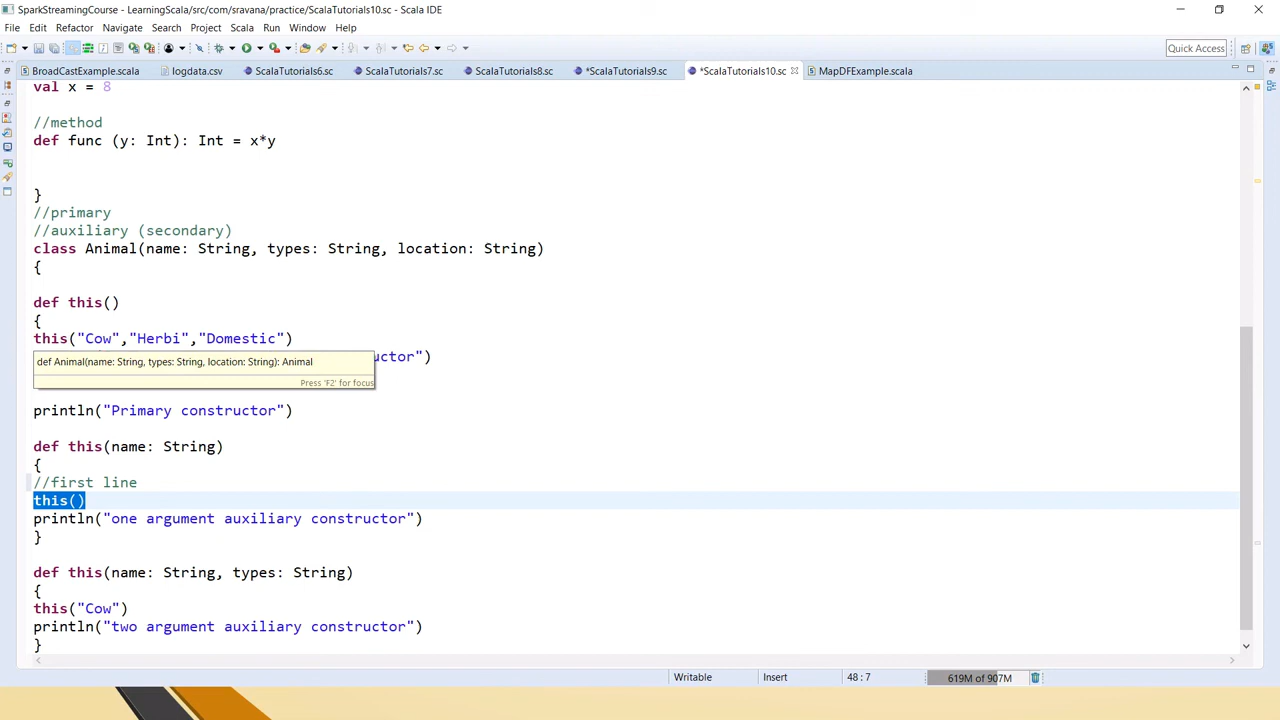 SparkStreamingCourse - LearningScala/src/com/sravana/practice/ScalaTutorials10.sc - Scala IDE
File Edit Refactor Navigate Search Project Scala Run Window Help
Quick Access
BroadCastExample.scala logdata.csv ScalaTutorials6.sc ScalaTutorials7.sc ScalaTutorials8.sc *ScalaTutorials9.sc *ScalaTutorials10.sc MapDFExample.scala
val x = 8
//method
def func (y: Int): Int = x*y
}
//primary
//auxiliary (secondary)
class Animal(name: String, types: String, location: String)
{
def this()
{
this("Cow","Herbi","Domestic")
uctor")
def Animal(name: String, types: String, location: String): Animal
Press 'F2' for focus
println("Primary constructor")
def this(name: String)
{
//first line
this()
println("one argument auxiliary constructor")
}
def this(name: String, types: String)
{
this("Cow")
println("two argument auxiliary constructor")
}
Writable Insert 48 : 7 619M of 907M